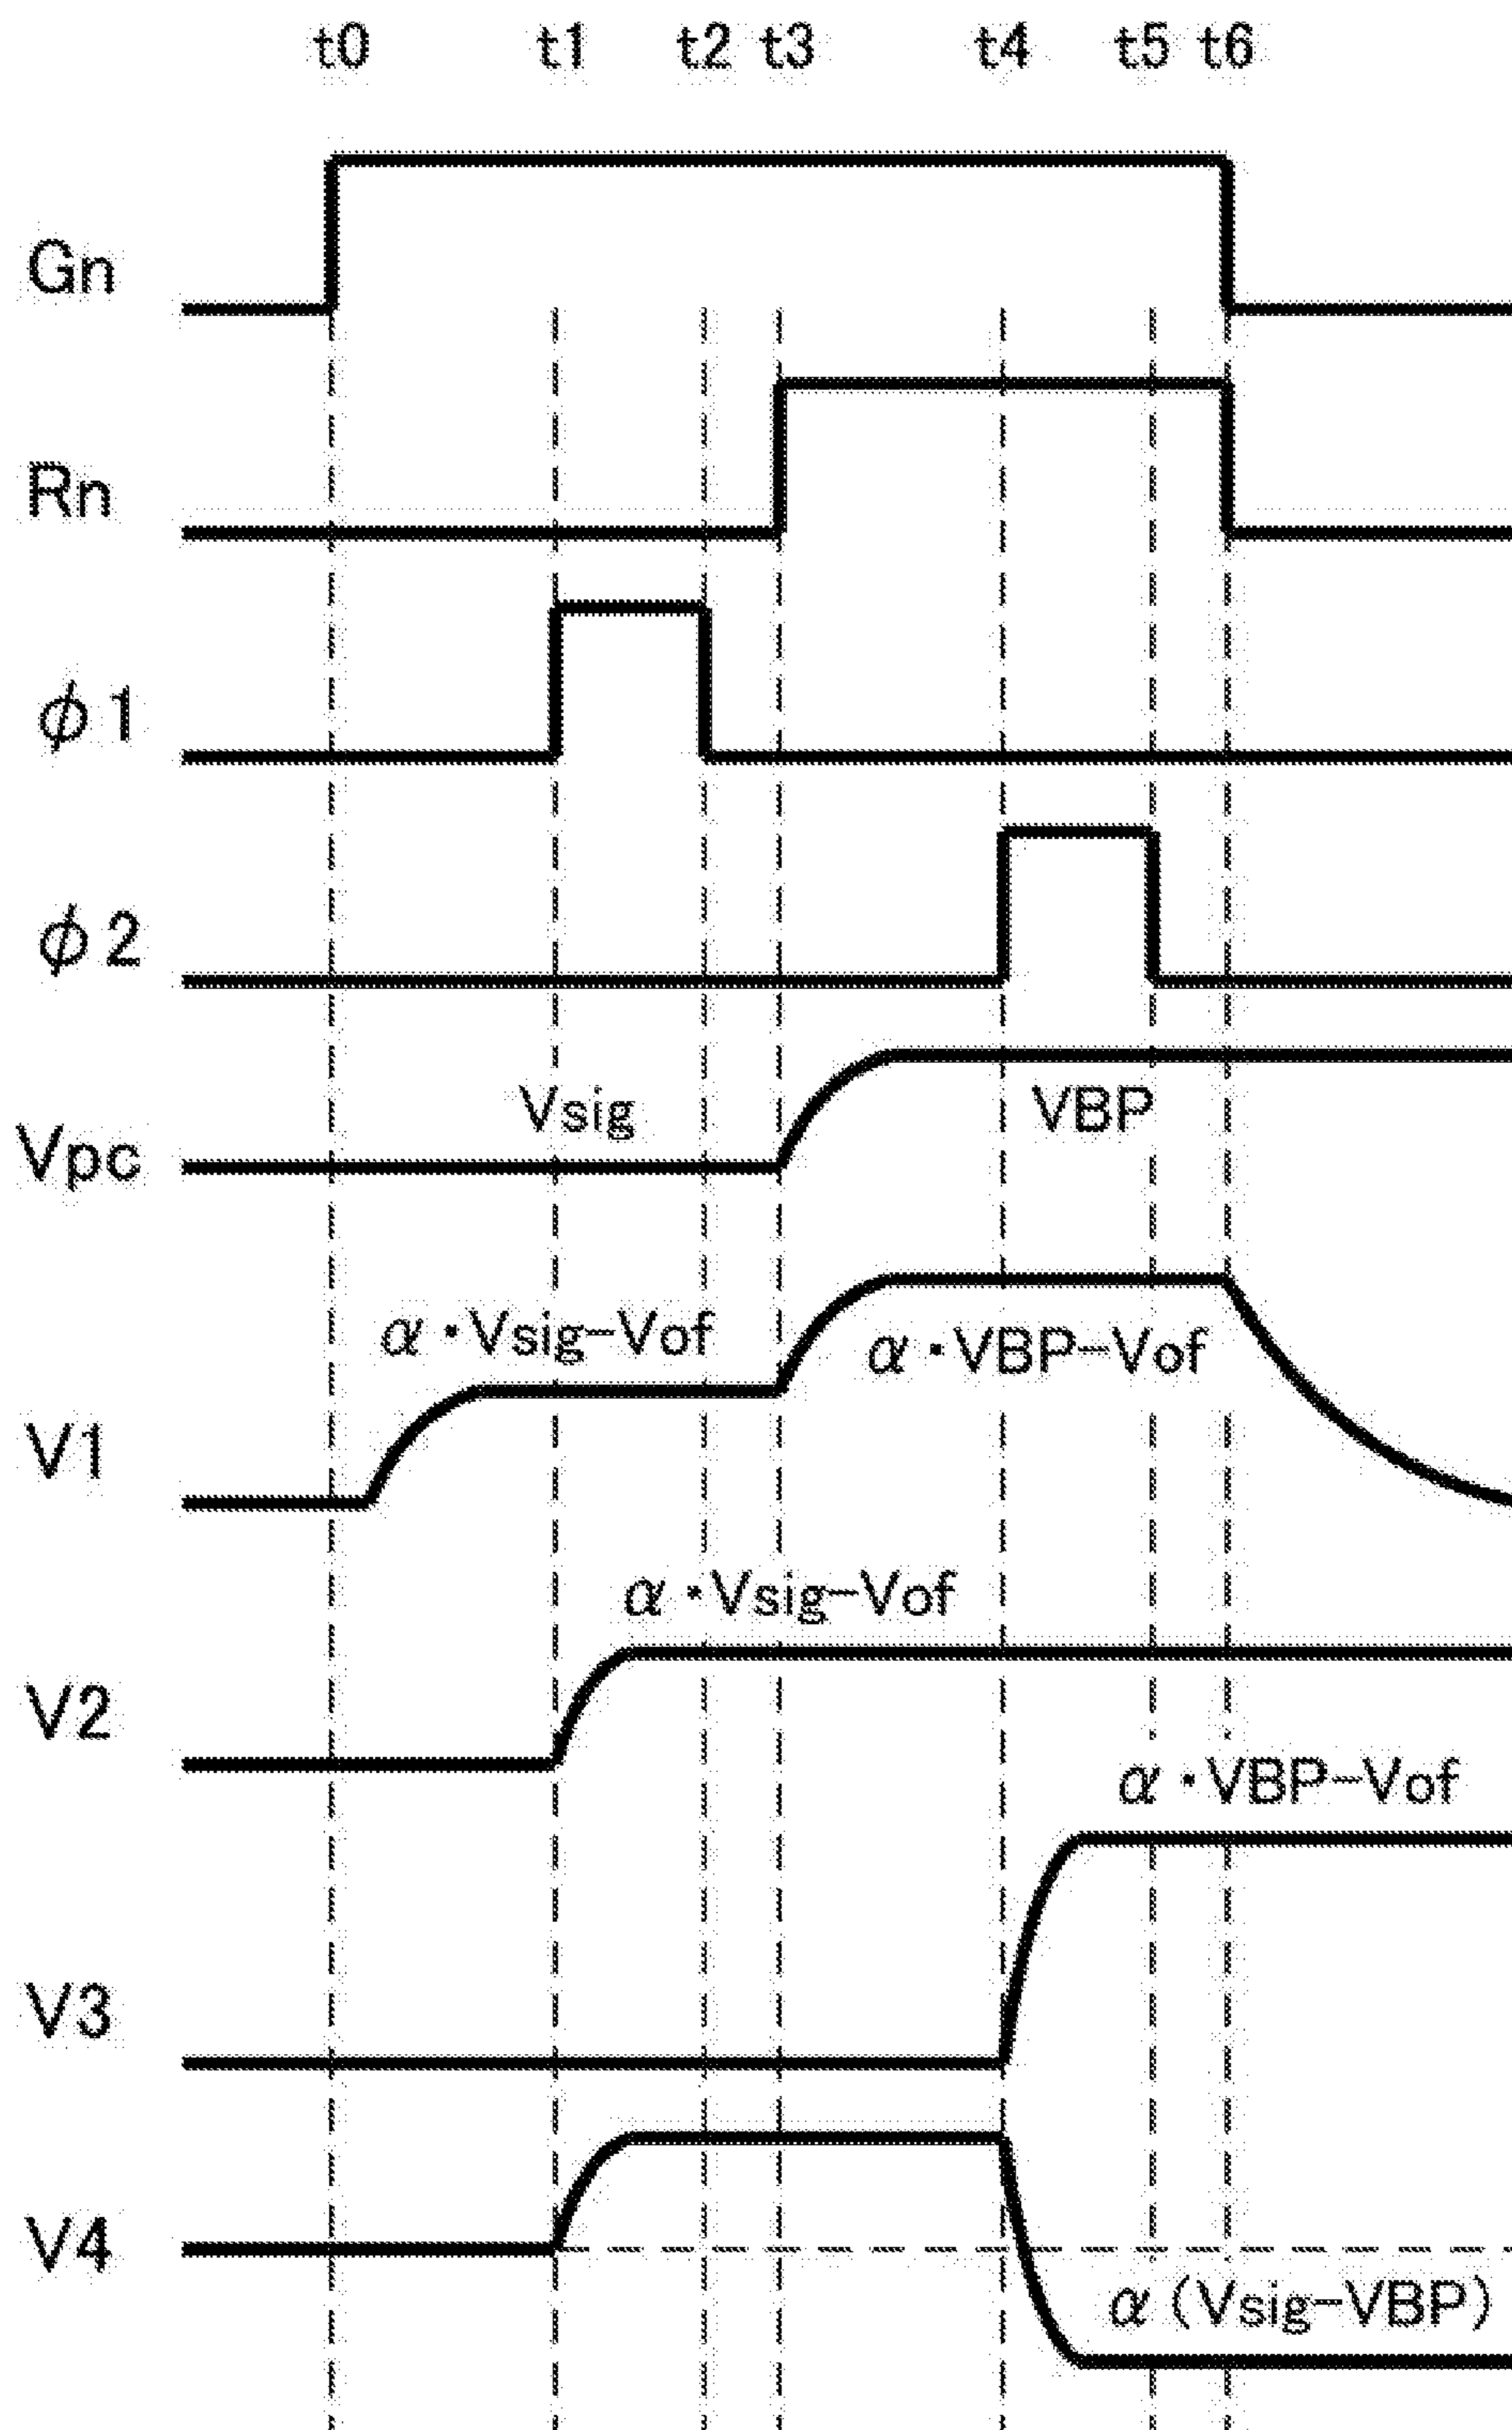 t0 t1 t2 t3 t4 t5 t6
Gn
Rn
φ1
φ2
Vsig VBP
Vpc
α・Vsig−Vof α・VBP−Vof
V1
α・Vsig−Vof
V2
α・VBP−Vof
V3
V4
α(Vsig−VBP)